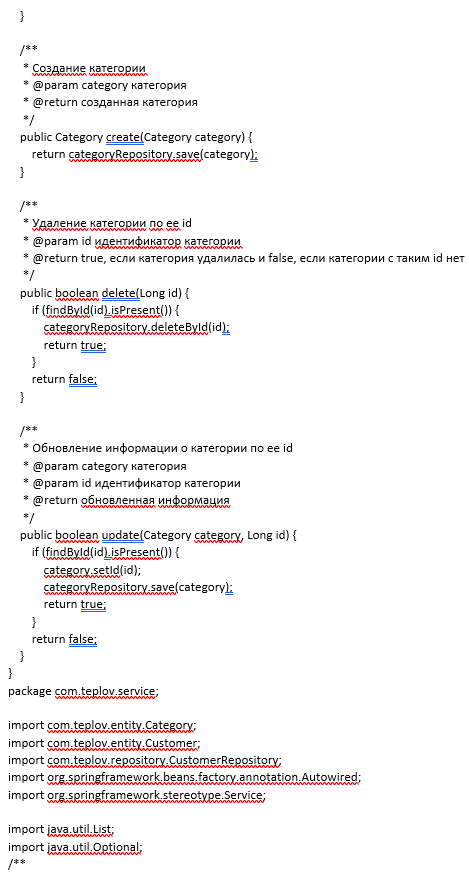 }
/**
* Создание категории
* @param category категория
* @return созданная категория
*/
public Category create(Category category) {
return categoryRepository.save(category);
}
/**
* Удаление категории по ее id
* @param id идентификатор категории
* @return true, если категория удалилась и false, если категории с таким id нет
*/
public boolean delete(Long id) {
if (findById(id).isPresent()) {
categoryRepository.deleteById(id);
return true;
}
return false;
}
/**
* Обновление информации о категории по ее id
* @param category категория
* @param id идентификатор категории
* @return обновленная информация
*/
public boolean update(Category category, Long id) {
if (findById(id).isPresent()) {
category.setId(id);
categoryRepository.save(category);
return true;
}
return false;
}
}
package com.teplov.service;
import com.teplov.entity.Category;
import com.teplov.entity.Customer;
import com.teplov.repository.CustomerRepository;
import org.springframework.beans.factory.annotation.Autowired;
import org.springframework.stereotype.Service;
import java.util.List;
import java.util.Optional;
/**